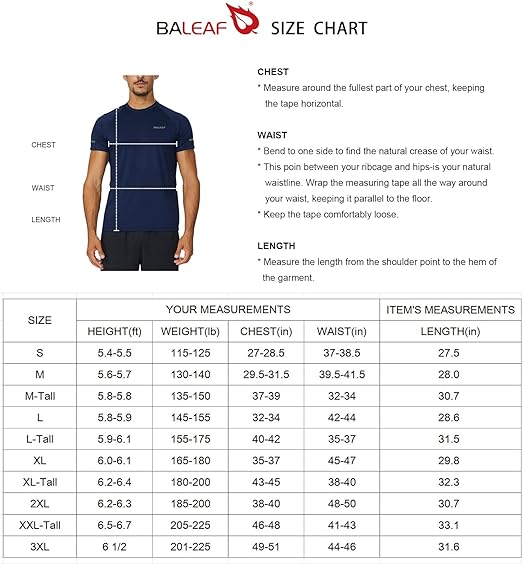 BALEAF SIZE CHART
CHEST
* Measure around the fullest part of your chest, keeping
the tape horizontal.
WAIST
* Bend to one side to find the natural crease of your waist.
* This poin between your ribcage and hips-is your natural
waistline. Wrap the measuring tape all the way around
your waist, keeping it parallel to the floor.
* Keep the tape comfortably loose.
LENGTH
* Measure the length from the shoulder point to the hem of
the garment.
BALEAF
CHEST
WAIST
LENGTH
SIZE YOUR MEASUREMENTS ITEM'S MEASUREMENTS
HEIGHT(ft) WEIGHT(lb) CHEST(in) WAIST(in) LENGTH(in)
S 5.4-5.5 115-125 27-28.5 37-38.5 27.5
M 5.6-5.7 130-140 29.5-31.5 39.5-41.5 28.0
M-Tall 5.8-5.8 135-150 37-39 32-34 30.7
L 5.8-5.9 145-155 32-34 42-44 28.6
L-Tall 5.9-6.1 155-175 40-42 35-37 31.5
XL 6.0-6.1 165-180 35-37 45-47 29.8
XL-Tall 6.2-6.4 180-200 43-45 38-40 32.3
2XL 6.2-6.3 185-200 38-40 48-50 30.7
XXL-Tall 6.5-6.7 205-225 46-48 41-43 33.1
3XL 6 1/2 201-225 49-51 44-46 31.6